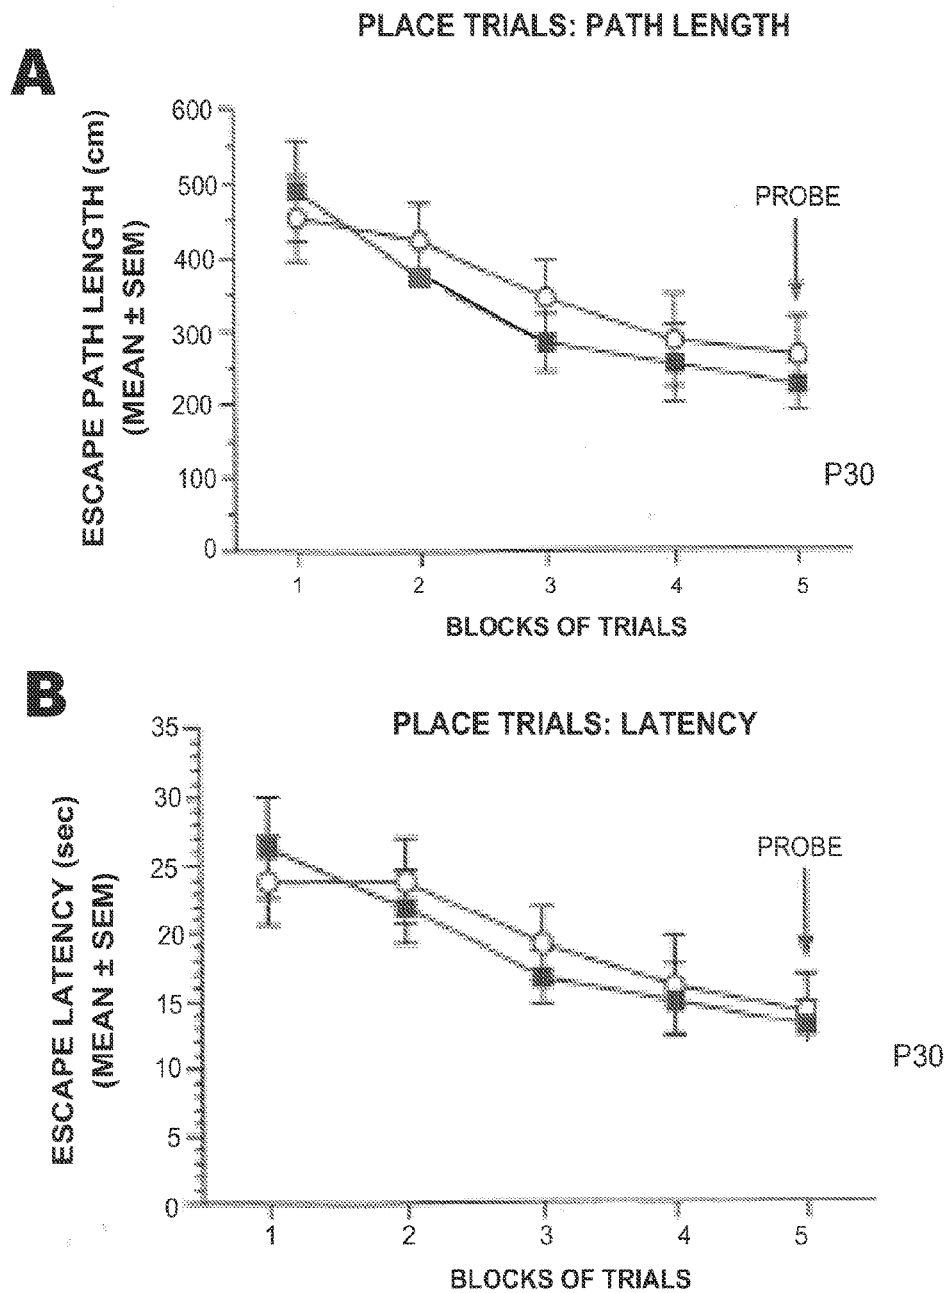 PLACE TRIALS: PATH LENGTH
A
ESCAPE PATH LENGTH (cm)
(MEAN ± SEM)
600
500
400
300
200
100
0
PROBE
P30
1 2 3 4 5
BLOCKS OF TRIALS
B
PLACE TRIALS: LATENCY
ESCAPE LATENCY (sec)
(MEAN ± SEM)
35
30
25
20
15
10
5
0
PROBE
P30
1 2 3 4 5
BLOCKS OF TRIALS